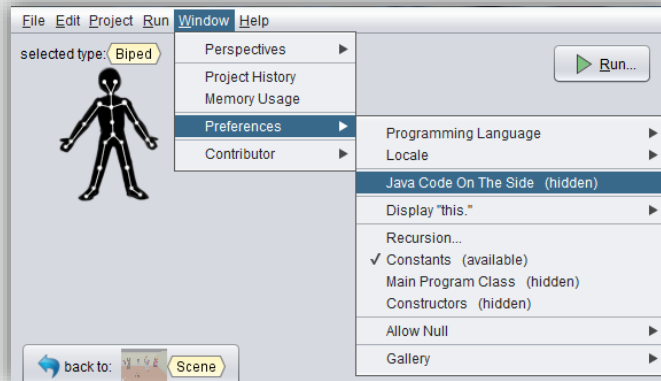 File Edit Project Run Window Help
selected type: Biped
Perspectives
Project History
Memory Usage
Preferences
Contributor
Run...
Programming Language
Locale
Java Code On The Side (hidden)
Display "this."
Recursion...
✓ Constants (available)
Main Program Class (hidden)
Constructors (hidden)
Allow Null
Gallery
back to: Scene